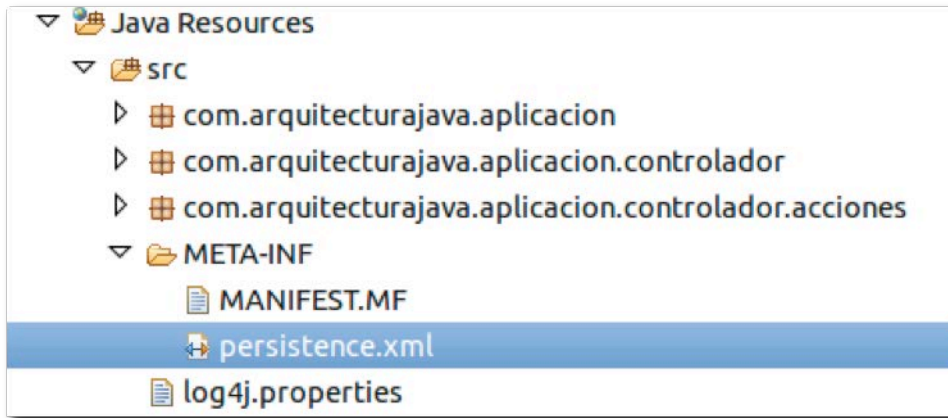 Java Resources
src
com.arquitecturajava.aplicacion
com.arquitecturajava.aplicacion.controlador
com.arquitecturajava.aplicacion.controlador.acciones
META-INF
MANIFEST.MF
persistence.xml
log4j.properties